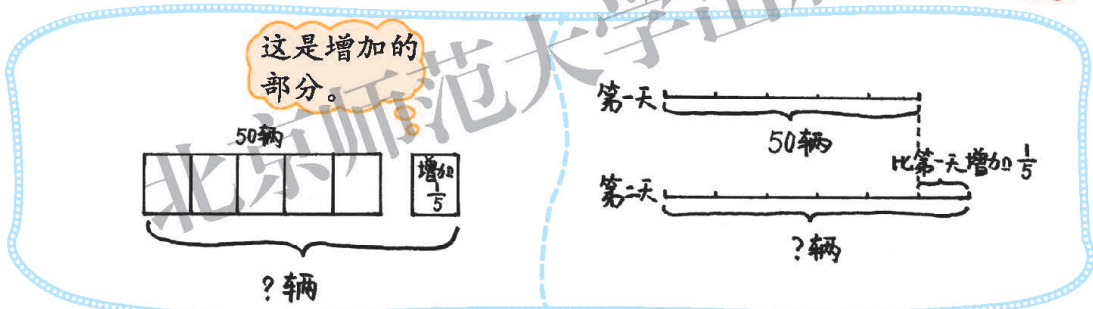 这是增加的
部分。
50辆
增加
1/5
?辆
第一天
50辆
比第一天增加1/5
第二天
?辆
北京师范大学出